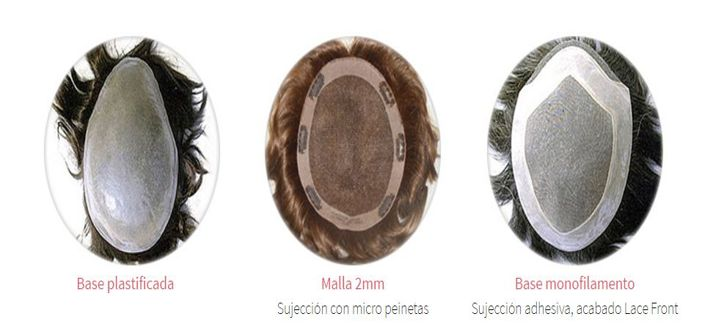 Base plastificada
Malla 2mm
Base monofilamento
Sujección con micro peinetas
Sujección adhesiva, acabado Lace Front